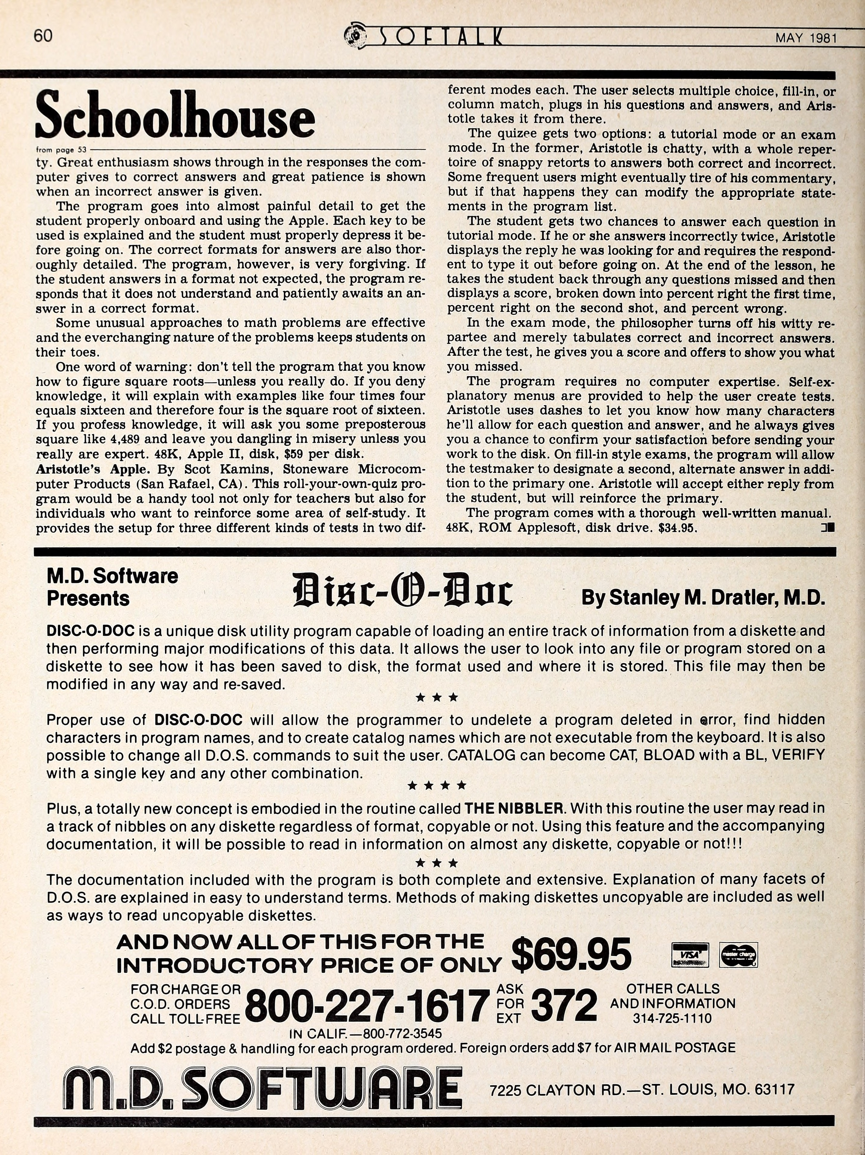 60
SOFTALK
MAY 1981
Schoolhouse
from page 53
ty. Great enthusiasm shows through in the responses the com-
puter gives to correct answers and great patience is shown
when an incorrect answer is given.
The program goes into almost painful detail to get the
student properly onboard and using the Apple. Each key to be
used is explained and the student must properly depress it be-
fore going on. The correct formats for answers are also thor-
oughly detailed. The program, however, is very forgiving. If
the student answers in a format not expected, the program re-
sponds that it does not understand and patiently awaits an an-
swer in a correct format.
Some unusual approaches to math problems are effective
and the everchanging nature of the problems keeps students on
their toes.
One word of warning: don't tell the program that you know
how to figure square roots—unless you really do. If you deny
knowledge, it will explain with examples like four times four
equals sixteen and therefore four is the square root of sixteen.
If you profess knowledge, it will ask you some preposterous
square like 4,489 and leave you dangling in misery unless you
really are expert. 48K, Apple II, disk, $59 per disk.
Aristotle's Apple. By Scot Kamins, Stoneware Microcom-
puter Products (San Rafael, CA). This roll-your-own-quiz pro-
gram would be a handy tool not only for teachers but also for
individuals who want to reinforce some area of self-study. It
provides the setup for three different kinds of tests in two dif-
ferent modes each. The user selects multiple choice, fill-in, or
column match, plugs in his questions and answers, and Aris-
totle takes it from there.
The quizee gets two options: a tutorial mode or an exam
mode. In the former, Aristotle is chatty, with a whole reper-
toire of snappy retorts to answers both correct and incorrect.
Some frequent users might eventually tire of his commentary,
but if that happens they can modify the appropriate state-
ments in the program list.
The student gets two chances to answer each question in
tutorial mode. If he or she answers incorrectly twice, Aristotle
displays the reply he was looking for and requires the respond-
ent to type it out before going on. At the end of the lesson, he
takes the student back through any questions missed and then
displays a score, broken down into percent right the first time,
percent right on the second shot, and percent wrong.
In the exam mode, the philosopher turns off his witty re-
partee and merely tabulates correct and incorrect answers.
After the test, he gives you a score and offers to show you what
you missed.
The program requires no computer expertise. Self-ex-
planatory menus are provided to help the user create tests.
Aristotle uses dashes to let you know how many characters
he'll allow for each question and answer, and he always gives
you a chance to confirm your satisfaction before sending your
work to the disk. On fill-in style exams, the program will allow
the testmaker to designate a second, alternate answer in addi-
tion to the primary one. Aristotle will accept either reply from
the student, but will reinforce the primary.
The program comes with a thorough well-written manual.
48K, ROM Applesoft, disk drive. $34.95.
M.D. Software
Presents
Disc-O-Doc
By Stanley M. Dratler, M.D.
DISC-O-DOC is a unique disk utility program capable of loading an entire track of information from a diskette and
then performing major modifications of this data. It allows the user to look into any file or program stored on a
diskette to see how it has been saved to disk, the format used and where it is stored. This file may then be
modified in any way and re-saved.
★ ★ ★
Proper use of DISC-O-DOC will allow the programmer to undelete a program deleted in error, find hidden
characters in program names, and to create catalog names which are not executable from the keyboard. It is also
possible to change all D.O.S. commands to suit the user. CATALOG can become CAT, BLOAD with a BL, VERIFY
with a single key and any other combination.
★ ★ ★ ★
Plus, a totally new concept is embodied in the routine called THE NIBBLER. With this routine the user may read in
a track of nibbles on any diskette regardless of format, copyable or not. Using this feature and the accompanying
documentation, it will be possible to read in information on almost any diskette, copyable or not!!!
★ ★ ★
The documentation included with the program is both complete and extensive. Explanation of many facets of
D.O.S. are explained in easy to understand terms. Methods of making diskettes uncopyable are included as well
as ways to read uncopyable diskettes.
AND NOW ALL OF THIS FOR THE
INTRODUCTORY PRICE OF ONLY $69.95
VISA
master charge
FOR CHARGE OR
C.O.D. ORDERS
CALL TOLL-FREE
800-227-1617
ASK
FOR
EXT
372
OTHER CALLS
AND INFORMATION
314-725-1110
IN CALIF.—800-772-3545
Add $2 postage & handling for each program ordered. Foreign orders add $7 for AIR MAIL POSTAGE
M.D. SOFTWARE
7225 CLAYTON RD.—ST. LOUIS, MO. 63117